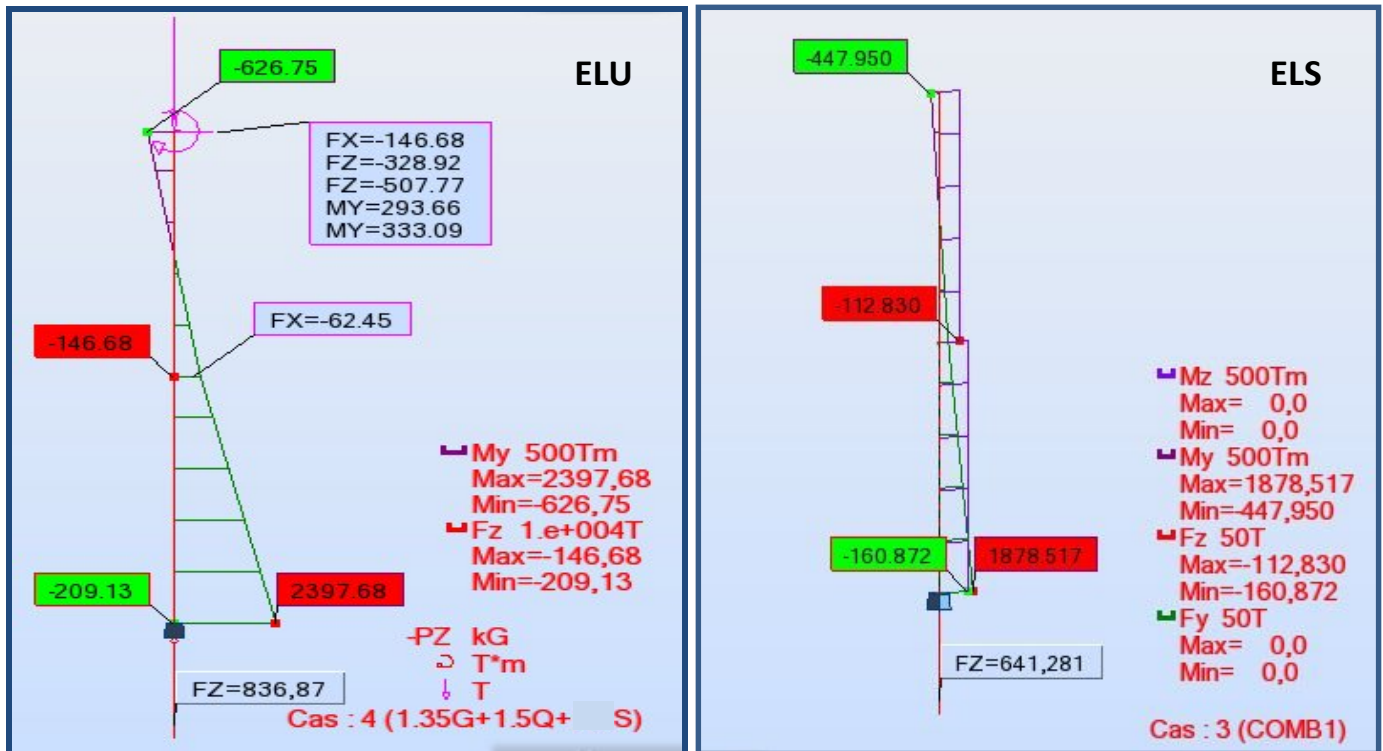 ELU
-626.75
FX=-146.68
FZ=-328.92
FZ=-507.77
MY=293.66
MY=333.09
FX=-62.45
-146.68
My 500Tm
Max=2397,68
Min=-626,75
Fz 1.e+004T
Max=-146,68
Min=-209,13
-209.13
2397.68
-PZ kG
T*m
T
FZ=836,87
Cas : 4 (1.35G+1.5Q+ S)
ELS
-447.950
-112.830
Mz 500Tm
Max= 0,0
Min= 0,0
My 500Tm
Max=1878,517
Min=-447,950
Fz 50T
Max=-112,830
Min=-160,872
Fy 50T
Max= 0,0
Min= 0,0
-160.872
1878.517
FZ=641,281
Cas : 3 (COMB1)